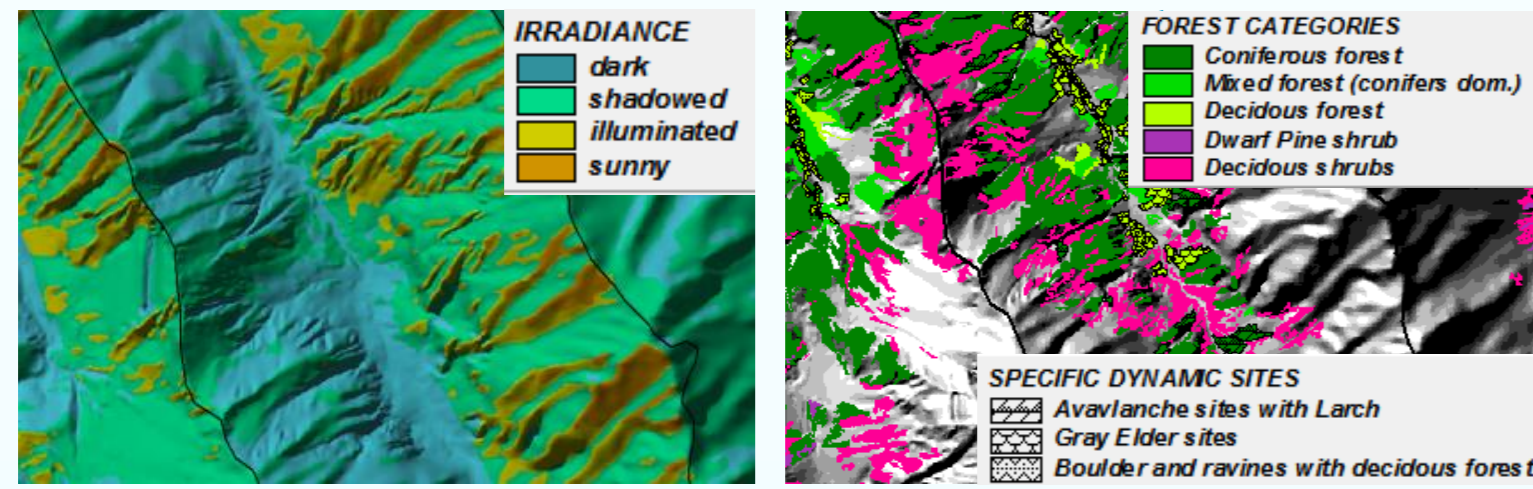 IRRADIANCE
dark
shadowed
illuminated
sunny
FOREST CATEGORIES
Coniferous forest
Mixed forest (conifers dom.)
Decidous forest
Dwarf Pine shrub
Decidous shrubs
SPECIFIC DYNAMIC SITES
Avavlanche sites with Larch
Gray Elder sites
Boulder and ravines with decidous forest